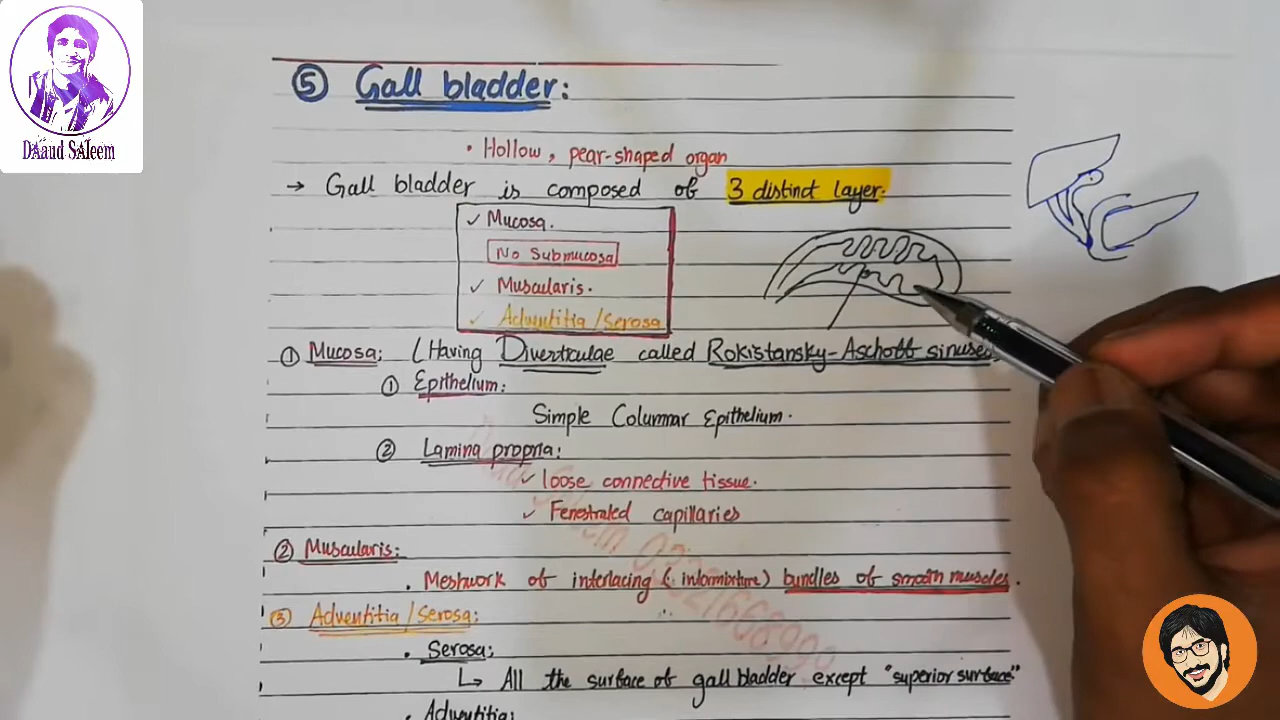 DAaud SALeem
⑤ Gall bladder:
• Hollow, pear-shaped organ
→ Gall bladder is composed of 3 distinct layer.
✓ Mucosa.
No Submucosa
✓ Muscularis.
✓ Adventitia/Serosa
① Mucosa: (Having Diverticulae called Rokistansky-Aschoff sinuses
① Epithelium:
Simple Columnar Epithelium.
② Lamina propria:
✓ loose connective tissue.
✓ Fenestrated capillaries
② Muscularis:
• Meshwork of interlacing (informixture) bundles of smooth muscles.
③ Adventitia/Serosa:
• Serosa:
↳ All the surface of gall bladder except "superior surface"
• Adventitia: